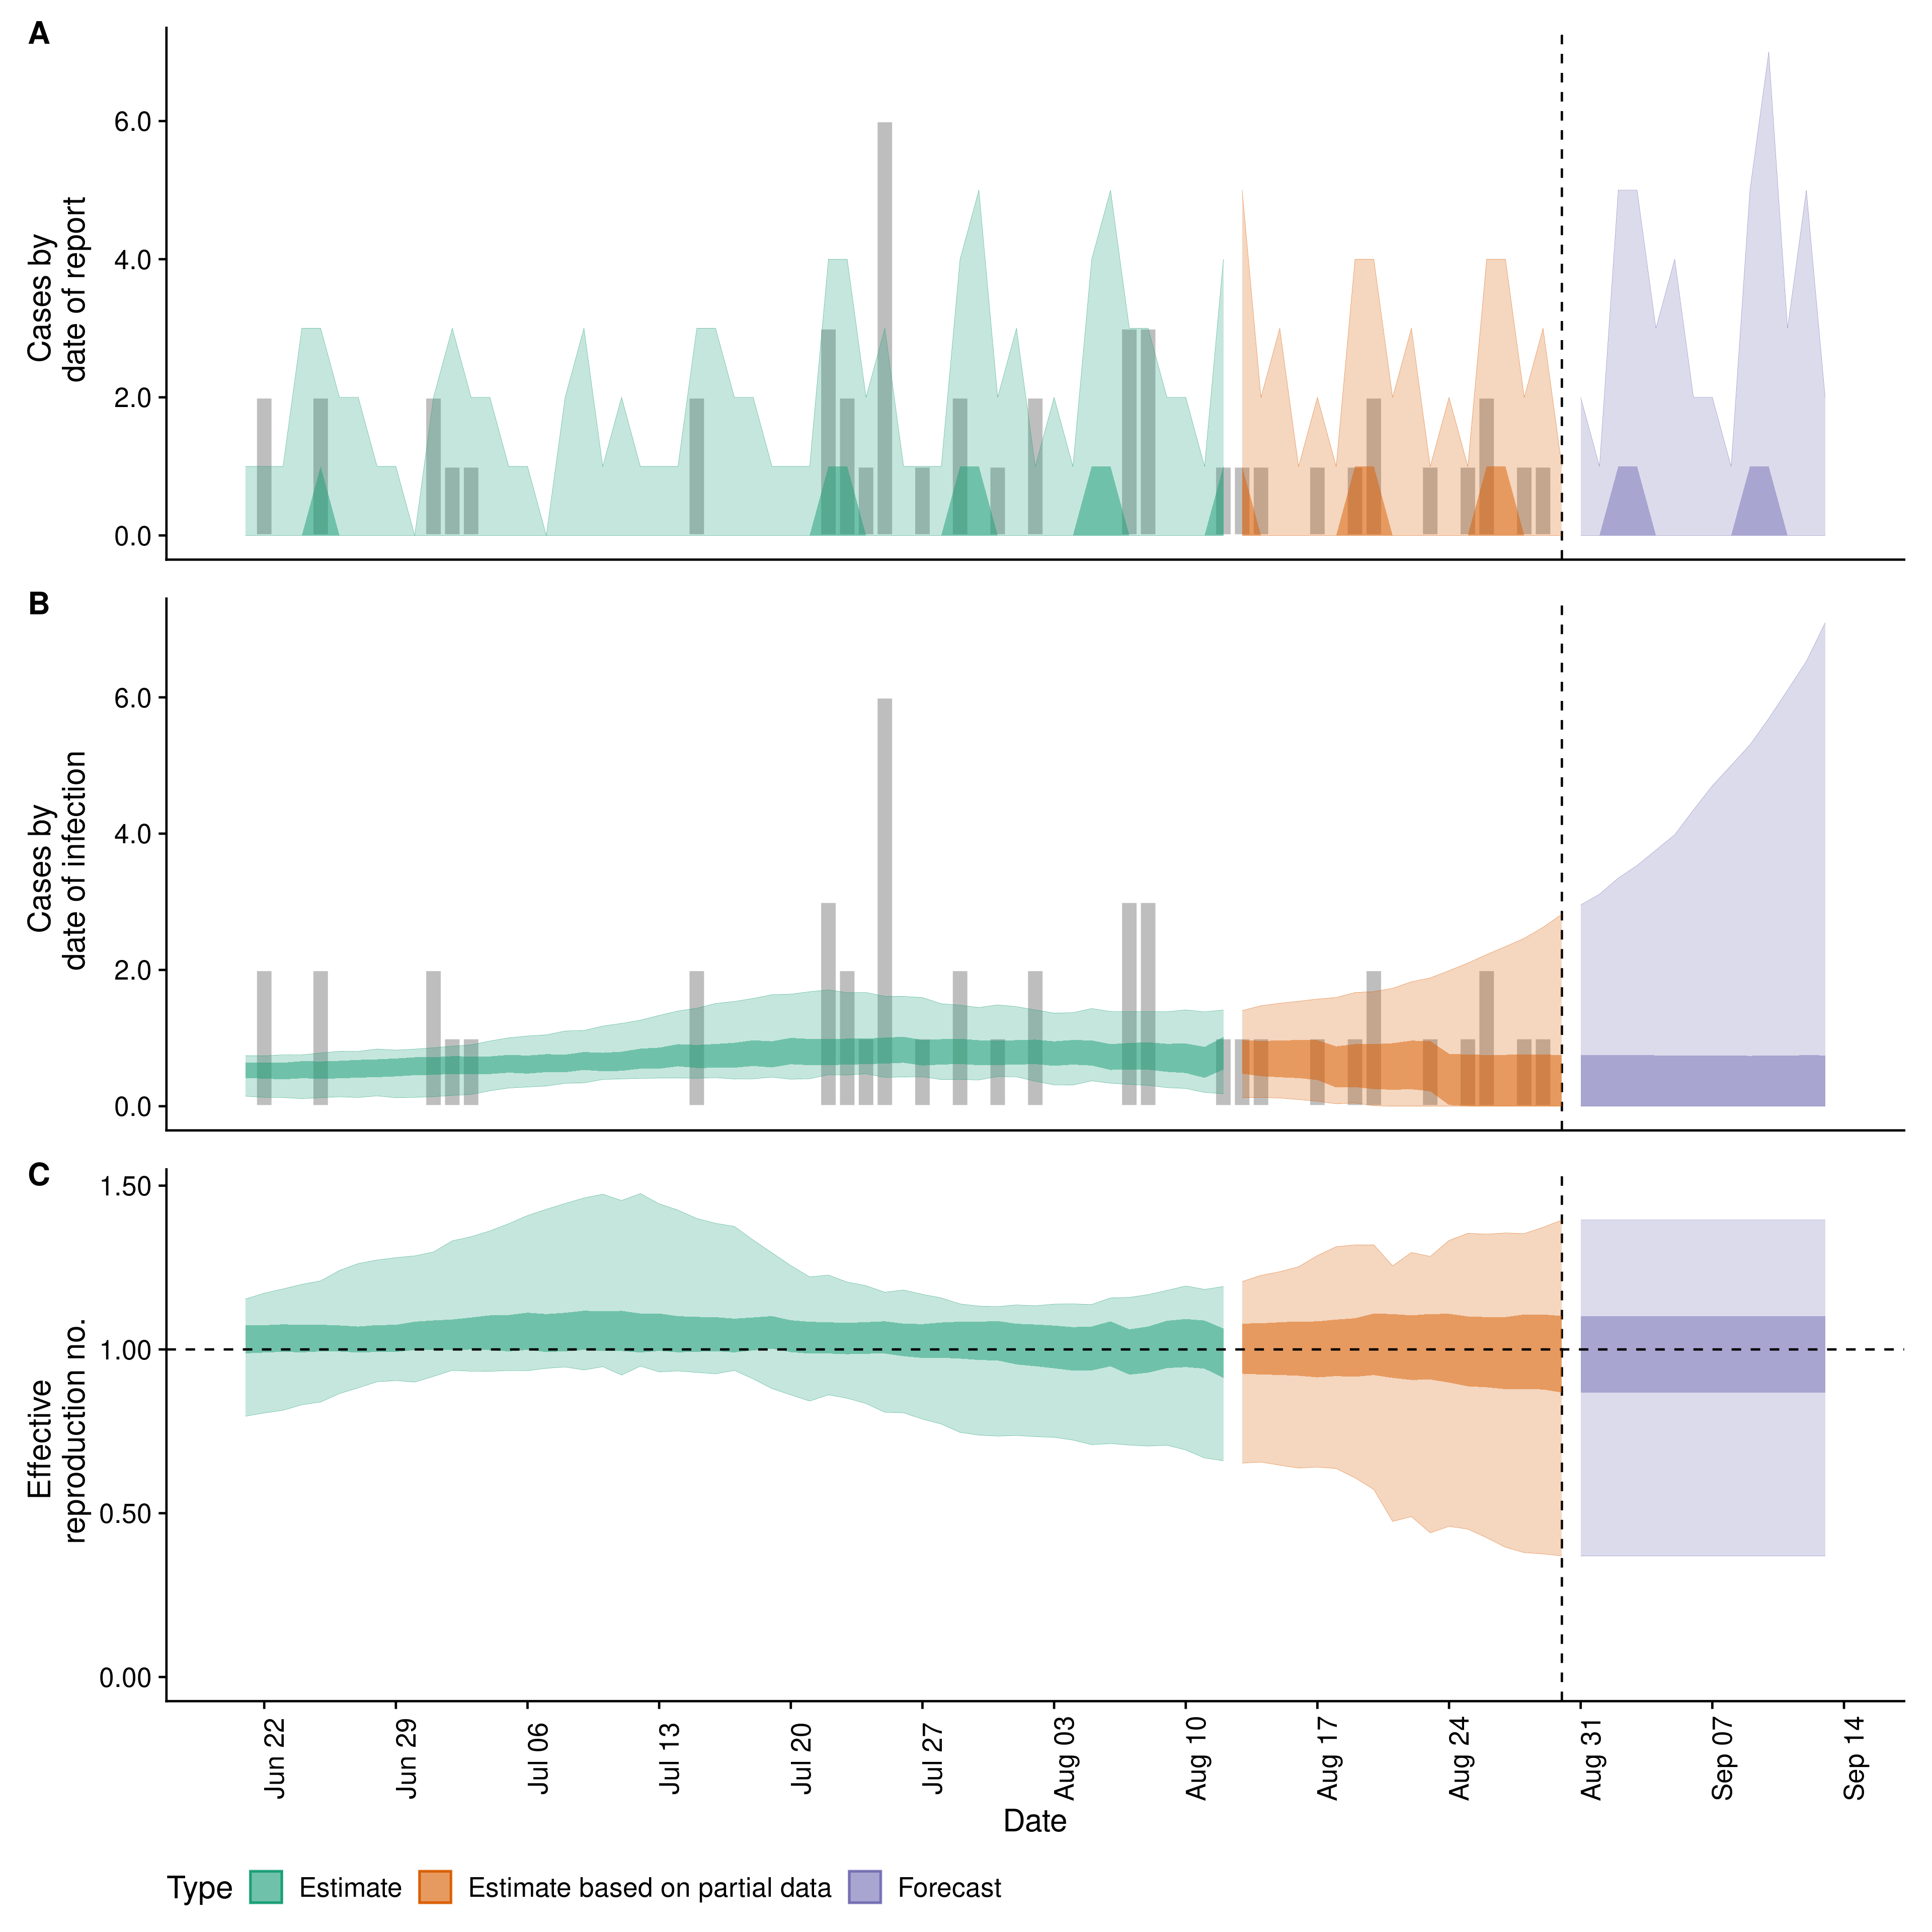 A
Cases by
date of report
6.0
4.0
2.0
0.0
B
Cases by
date of infection
6.0
4.0
2.0
0.0
C
Effective
reproduction no.
1.50
1.00
0.50
0.00
Jun 22
Jun 29
Jul 06
Jul 13
Jul 20
Jul 27
Aug 03
Aug 10
Aug 17
Aug 24
Aug 31
Sep 07
Sep 14
Date
Type Estimate Estimate based on partial data Forecast